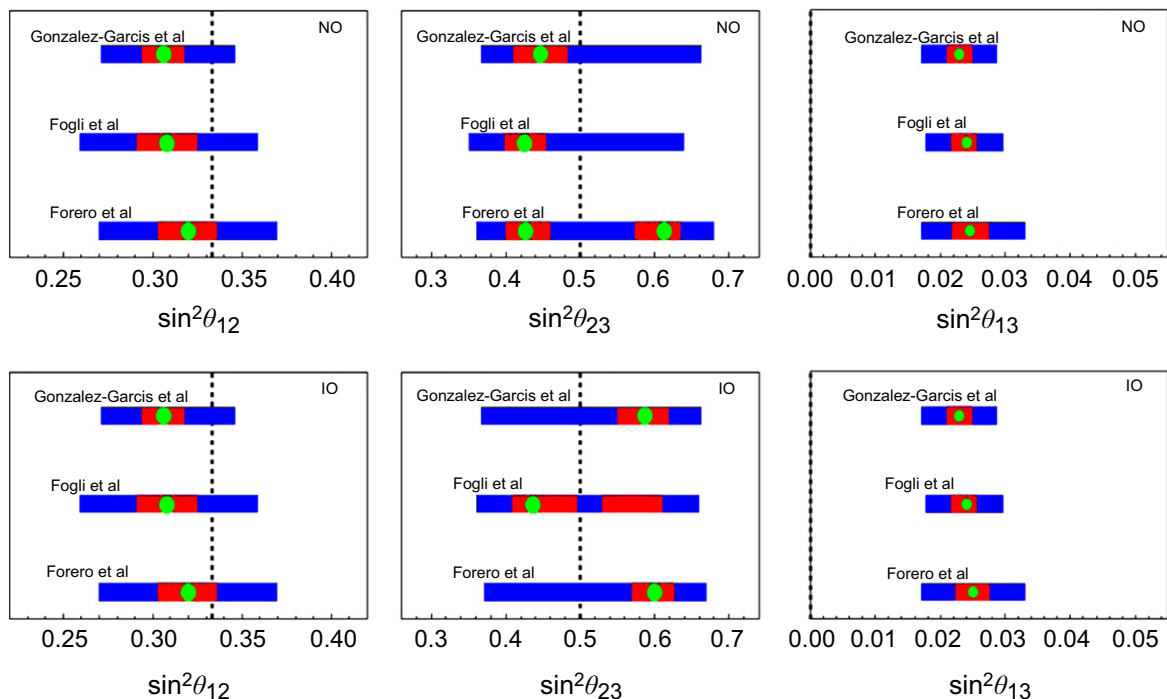 NO
Gonzalez-Garcis et al
Fogli et al
Forero et al
0.25 0.30 0.35 0.40
sin²θ12
NO
Gonzalez-Garcis et al
Fogli et al
Forero et al
0.3 0.4 0.5 0.6 0.7
sin²θ23
NO
Gonzalez-Garcis et al
Fogli et al
Forero et al
0.00 0.01 0.02 0.03 0.04 0.05
sin²θ13
IO
Gonzalez-Garcis et al
Fogli et al
Forero et al
0.25 0.30 0.35 0.40
sin²θ12
IO
Gonzalez-Garcis et al
Fogli et al
Forero et al
0.3 0.4 0.5 0.6 0.7
sin²θ23
IO
Gonzalez-Garcis et al
Fogli et al
Forero et al
0.00 0.01 0.02 0.03 0.04 0.05
sin²θ13